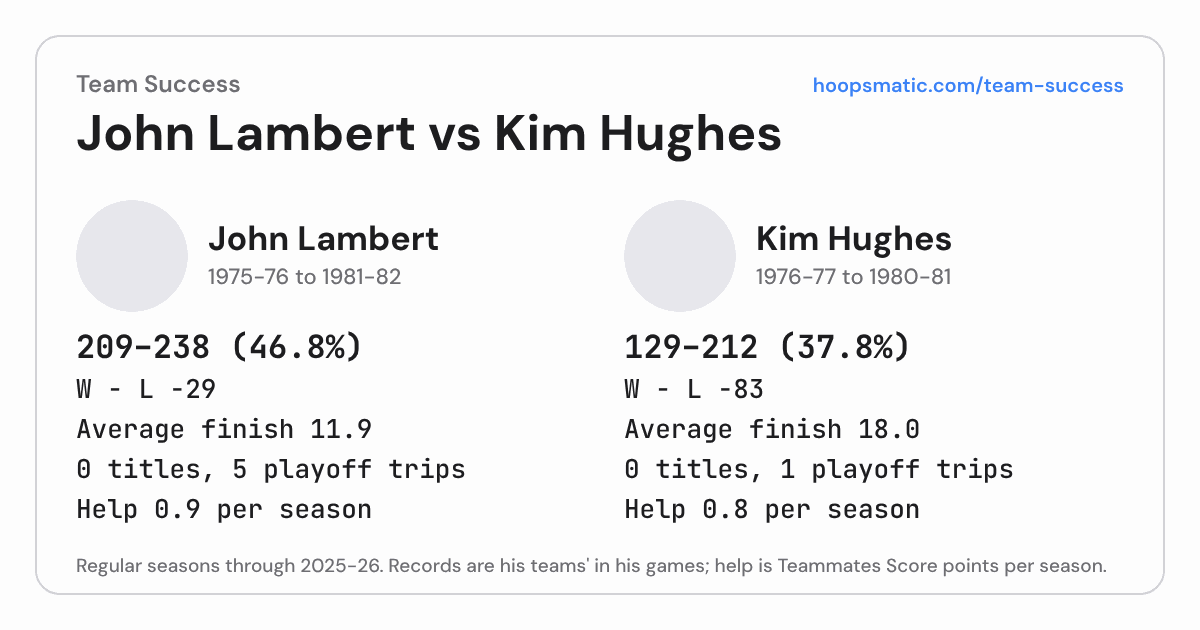 Team Success
hoopsmatic.com/team-success
John Lambert vs Kim Hughes
John Lambert
1975-76 to 1981-82
209-238 (46.8%)
W - L -29
Average finish 11.9
0 titles, 5 playoff trips
Help 0.9 per season
Kim Hughes
1976-77 to 1980-81
129-212 (37.8%)
W - L -83
Average finish 18.0
0 titles, 1 playoff trips
Help 0.8 per season
Regular seasons through 2025-26. Records are his teams' in his games; help is Teammates Score points per season.